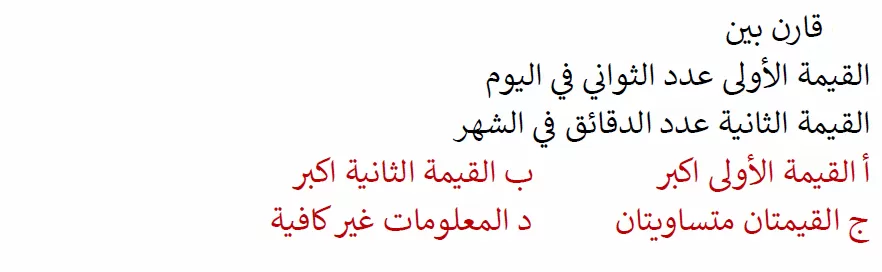 قارن بين
القيمة الأولى عدد الثواني في اليوم
القيمة الثانية عدد الدقائق في الشهر
أ القيمة الأولى اكبر ب القيمة الثانية اكبر
ج القيمتان متساويتان د المعلومات غير كافية